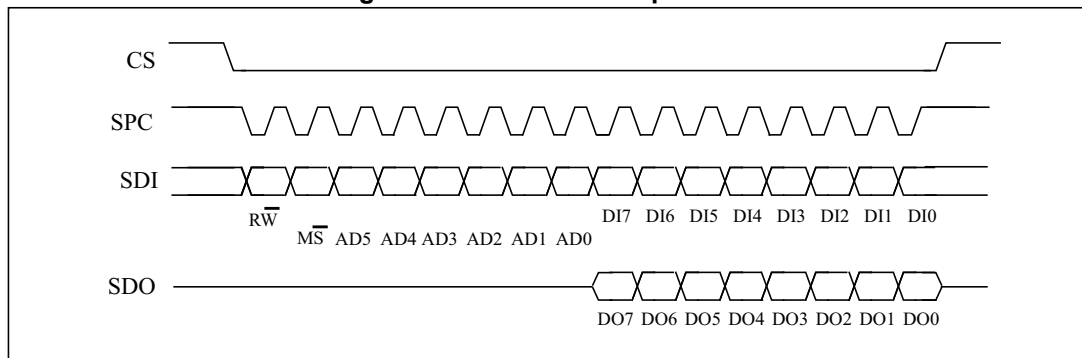 CS
SPC
SDI
RW̅
DI7 DI6 DI5 DI4 DI3 DI2 DI1 DI0
MS̅ AD5 AD4 AD3 AD2 AD1 AD0
SDO
DO7 DO6 DO5 DO4 DO3 DO2 DO1 DO0